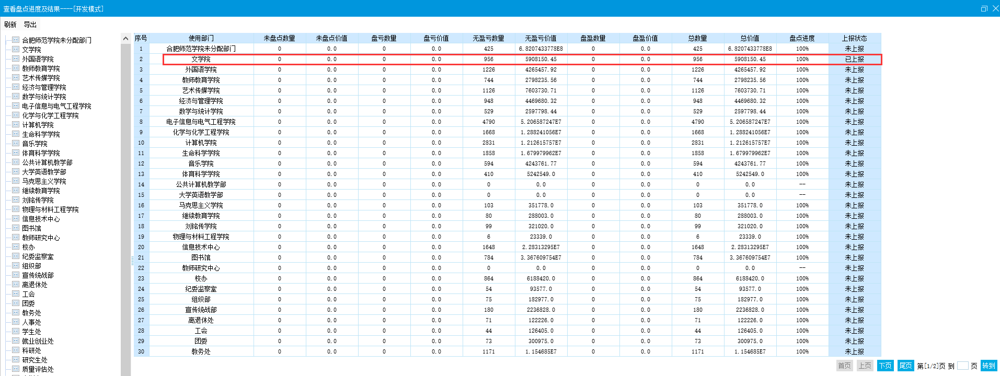 查看盘点进度及结果----[开发模式]
刷新 导出
合肥师范学院未分配部门
文学院
外国语学院
教师教育学院
艺术传媒学院
经济与管理学院
数学与统计学院
电子信息与电气工程学院
化学与化学工程学院
计算机学院
生命科学学院
音乐学院
体育科学学院
公共计算机教学部
大学英语教学部
马克思主义学院
继续教育学院
刘铭传学院
物理与材料工程学院
信息技术中心
图书馆
教师研究中心
校办
纪委监察室
组织部
宣传统战部
离退休处
工会
团委
教务处
人事处
学生处
就业创业处
科研处
研究生处
质量评估处
序号 使用部门 未盘点数量 未盘点价值 盘亏数量 盘亏价值 无盈亏数量 无盈亏价值 盘盈数量 盘盈价值 总数量 总价值 盘点进度 上报状态
1 合肥师范学院未分配部门 0 0.0 0 0.0 425 6.8207433778E8 0 0.0 425 6.8207433778E8 100% 未上报
2 文学院 0 0.0 0 0.0 956 5908150.45 0 0.0 956 5908150.45 100% 已上报
3 外国语学院 0 0.0 0 0.0 1226 4265457.92 0 0.0 1226 4265457.92 100% 未上报
4 教师教育学院 0 0.0 0 0.0 744 2798235.56 0 0.0 744 2798235.56 100% 未上报
5 艺术传媒学院 0 0.0 0 0.0 1126 7603730.71 0 0.0 1126 7603730.71 100% 未上报
6 经济与管理学院 0 0.0 0 0.0 948 4469680.32 0 0.0 948 4469680.32 100% 未上报
7 数学与统计学院 0 0.0 0 0.0 529 2597798.44 0 0.0 529 2597798.44 100% 未上报
8 电子信息与电气工程学院 0 0.0 0 0.0 4790 5.206587247E7 0 0.0 4790 5.206587247E7 100% 未上报
9 化学与化学工程学院 0 0.0 0 0.0 1668 1.288241056E7 0 0.0 1668 1.288241056E7 100% 未上报
10 计算机学院 0 0.0 0 0.0 2831 1.212615757E7 0 0.0 2831 1.212615757E7 100% 未上报
11 生命科学学院 0 0.0 0 0.0 1858 1.679979962E7 0 0.0 1858 1.679979962E7 100% 未上报
12 音乐学院 0 0.0 0 0.0 594 4243761.77 0 0.0 594 4243761.77 100% 未上报
13 体育科学学院 0 0.0 0 0.0 410 5242549.0 0 0.0 410 5242549.0 100% 未上报
14 公共计算机教学部 0 0.0 0 0.0 0 0.0 0 0.0 0 0.0 -- 未上报
15 大学英语教学部 0 0.0 0 0.0 0 0.0 0 0.0 0 0.0 -- 未上报
16 马克思主义学院 0 0.0 0 0.0 103 351778.0 0 0.0 103 351778.0 100% 未上报
17 继续教育学院 0 0.0 0 0.0 80 288003.0 0 0.0 80 288003.0 100% 未上报
18 刘铭传学院 0 0.0 0 0.0 99 321020.0 0 0.0 99 321020.0 100% 未上报
19 物理与材料工程学院 0 0.0 0 0.0 6 23339.0 0 0.0 6 23339.0 100% 未上报
20 信息技术中心 0 0.0 0 0.0 1648 2.28313295E7 0 0.0 1648 2.28313295E7 100% 未上报
21 图书馆 0 0.0 0 0.0 784 3.367609754E7 0 0.0 784 3.367609754E7 100% 未上报
22 教师研究中心 0 0.0 0 0.0 0 0.0 0 0.0 0 0.0 -- 未上报
23 校办 0 0.0 0 0.0 864 6188420.0 0 0.0 864 6188420.0 100% 未上报
24 纪委监察室 0 0.0 0 0.0 54 93577.0 0 0.0 54 93577.0 100% 未上报
25 组织部 0 0.0 0 0.0 75 182977.0 0 0.0 75 182977.0 100% 未上报
26 宣传统战部 0 0.0 0 0.0 180 2236828.0 0 0.0 180 2236828.0 100% 未上报
27 离退休处 0 0.0 0 0.0 71 122226.0 0 0.0 71 122226.0 100% 未上报
28 工会 0 0.0 0 0.0 44 126405.0 0 0.0 44 126405.0 100% 未上报
29 团委 0 0.0 0 0.0 73 300975.0 0 0.0 73 300975.0 100% 未上报
30 教务处 0 0.0 0 0.0 1171 1.154685E7 0 0.0 1171 1.154685E7 100% 未上报
首页 上页 下页 尾页 第[1/2]页 到 页 转到